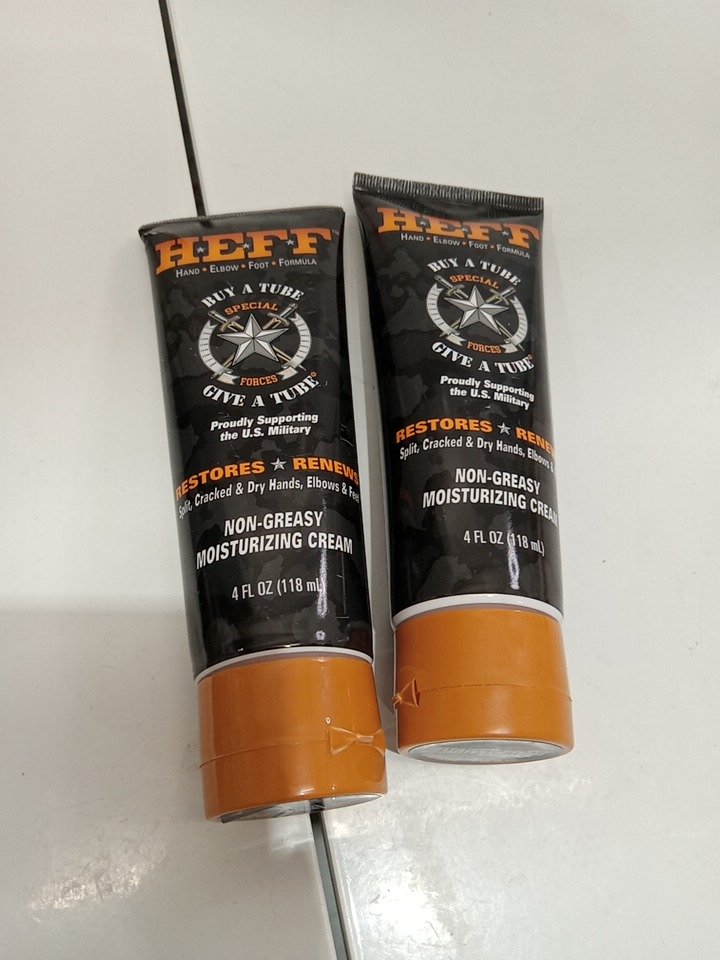 H★E★F★F™
HAND • ELBOW • FOOT • FORMULA
BUY A TUBE
SPECIAL
FORCES
GIVE A TUBE®
Proudly Supporting
the U.S. Military
RESTORES ★ RENEWS
Split, Cracked & Dry Hands, Elbows & Feet
NON-GREASY
MOISTURIZING CREAM
4 FL OZ (118 mL)
H★E★F★F
HAND • ELBOW • FOOT • FORMULA
BUY A TUBE
SPECIAL
FORCES
GIVE A TUBE®
Proudly Supporting
the U.S. Military
RESTORES ★ RENEW
Split, Cracked & Dry Hands, Elbows &
NON-GREASY
MOISTURIZING CREAM
4 FL OZ (118 mL)